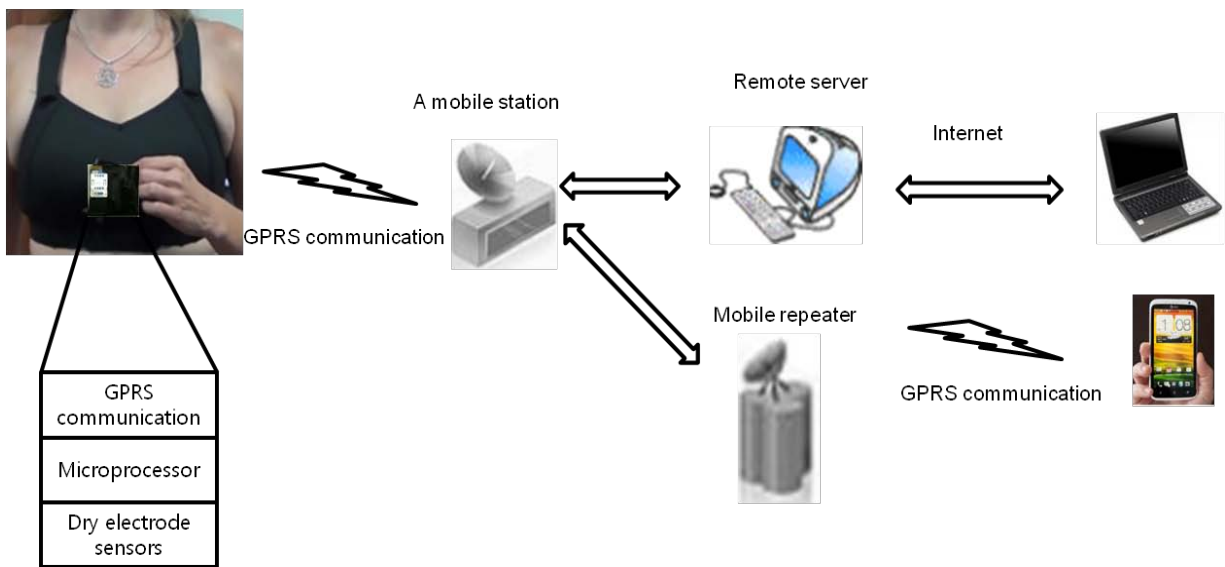 A mobile station
Remote server
Internet
GPRS communication
Mobile repeater
GPRS communication
GPRS
communication
Microprocessor
Dry electrode
sensors
1 08